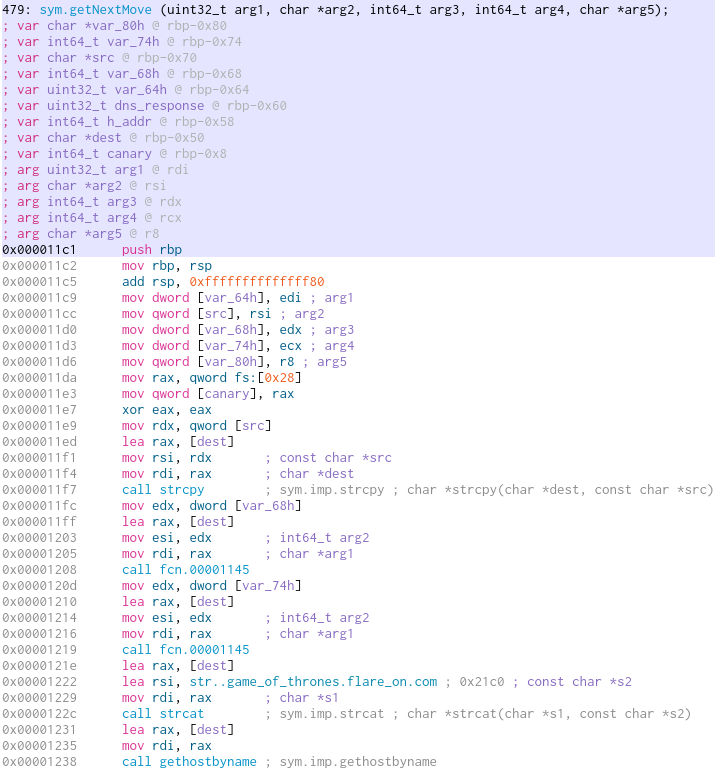 479: sym.getNextMove (uint32_t arg1, char *arg2, int64_t arg3, int64_t arg4, char *arg5);
; var char *var_80h @ rbp-0x80
; var int64_t var_74h @ rbp-0x74
; var char *src @ rbp-0x70
; var int64_t var_68h @ rbp-0x68
; var uint32_t var_64h @ rbp-0x64
; var uint32_t dns_response @ rbp-0x60
; var int64_t h_addr @ rbp-0x58
; var char *dest @ rbp-0x50
; var int64_t canary @ rbp-0x8
; arg uint32_t arg1 @ rdi
; arg char *arg2 @ rsi
; arg int64_t arg3 @ rdx
; arg int64_t arg4 @ rcx
; arg char *arg5 @ r8
0x000011c1 push rbp
0x000011c2 mov rbp, rsp
0x000011c5 add rsp, 0xffffffffffffff80
0x000011c9 mov dword [var_64h], edi ; arg1
0x000011cc mov qword [src], rsi ; arg2
0x000011d0 mov dword [var_68h], edx ; arg3
0x000011d3 mov dword [var_74h], ecx ; arg4
0x000011d6 mov qword [var_80h], r8 ; arg5
0x000011da mov rax, qword fs:[0x28]
0x000011e3 mov qword [canary], rax
0x000011e7 xor eax, eax
0x000011e9 mov rdx, qword [src]
0x000011ed lea rax, [dest]
0x000011f1 mov rsi, rdx ; const char *src
0x000011f4 mov rdi, rax ; char *dest
0x000011f7 call strcpy ; sym.imp.strcpy ; char *strcpy(char *dest, const char *src)
0x000011fc mov edx, dword [var_68h]
0x000011ff lea rax, [dest]
0x00001203 mov esi, edx ; int64_t arg2
0x00001205 mov rdi, rax ; char *arg1
0x00001208 call fcn.00001145
0x0000120d mov edx, dword [var_74h]
0x00001210 lea rax, [dest]
0x00001214 mov esi, edx ; int64_t arg2
0x00001216 mov rdi, rax ; char *arg1
0x00001219 call fcn.00001145
0x0000121e lea rax, [dest]
0x00001222 lea rsi, str..game_of_thrones.flare_on.com ; 0x21c0 ; const char *s2
0x00001229 mov rdi, rax ; char *s1
0x0000122c call strcat ; sym.imp.strcat ; char *strcat(char *s1, const char *s2)
0x00001231 lea rax, [dest]
0x00001235 mov rdi, rax
0x00001238 call gethostbyname ; sym.imp.gethostbyname